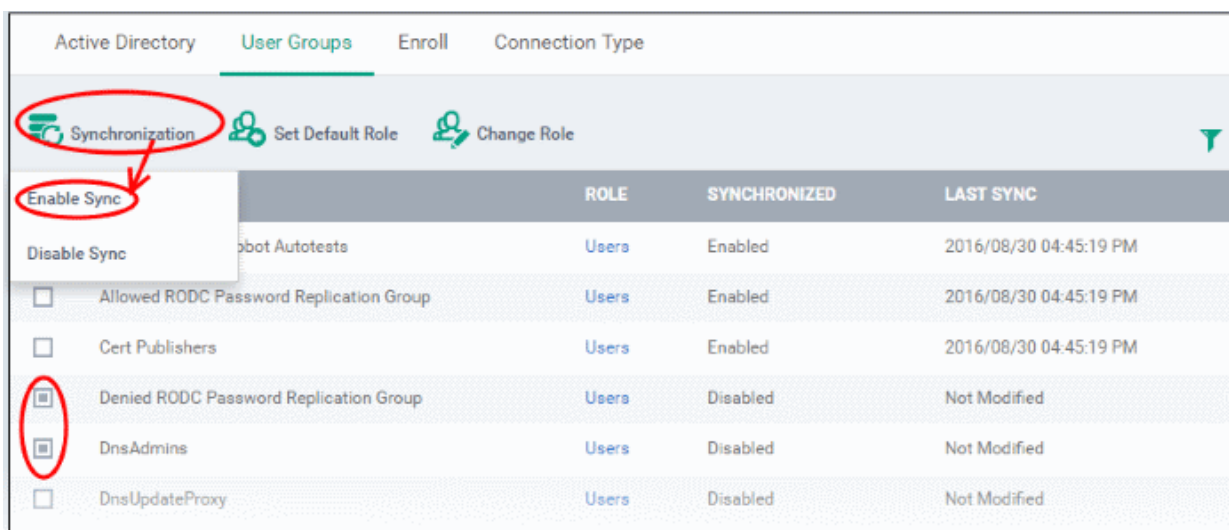 Active Directory User Groups Enroll Connection Type
Synchronization Set Default Role Change Role
Enable Sync ROLE SYNCHRONIZED LAST SYNC
Autotests Users Enabled 2016/08/30 04:45:19 PM
Disable Sync
Allowed RODC Password Replication Group Users Enabled 2016/08/30 04:45:19 PM
Cert Publishers Users Enabled 2016/08/30 04:45:19 PM
Denied RODC Password Replication Group Users Disabled Not Modified
DnsAdmins Users Disabled Not Modified
DnsUpdateProxy Users Disabled Not Modified